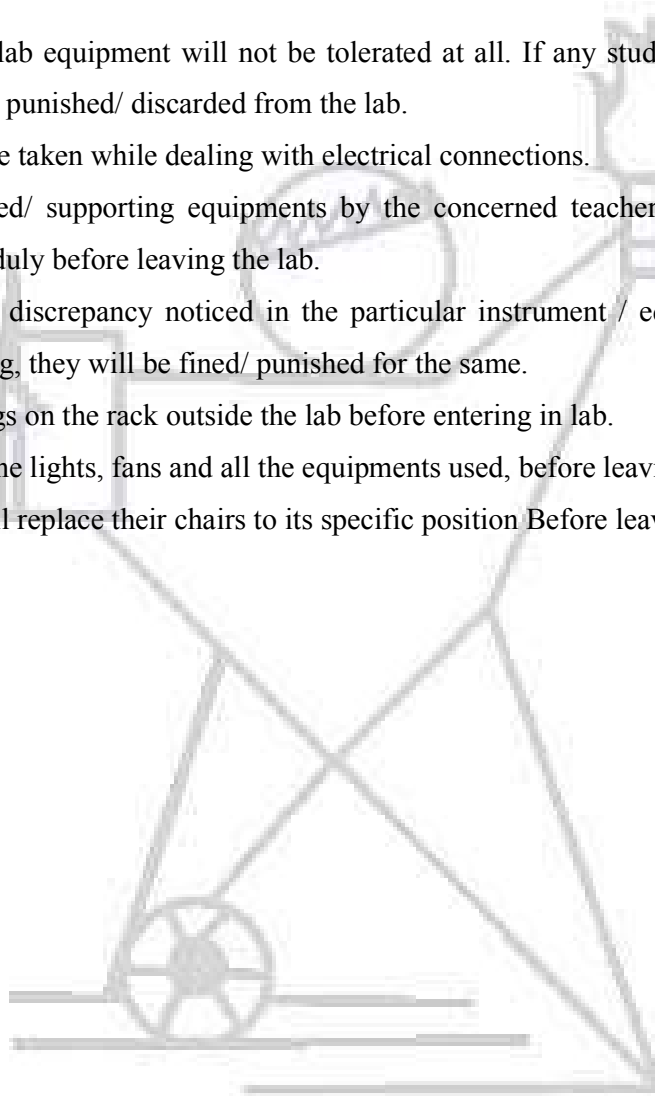 lab equipment will not be tolerated at all. If any stud
punished/ discarded from the lab.
e taken while dealing with electrical connections.
ed/ supporting equipments by the concerned teacher
duly before leaving the lab.
discrepancy noticed in the particular instrument / e
g, they will be fined/ punished for the same.
gs on the rack outside the lab before entering in lab.
he lights, fans and all the equipments used, before leavi
l replace their chairs to its specific position Before leav